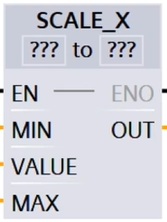 SCALE_X
??? to ???
EN ENO
MIN OUT
VALUE
MAX